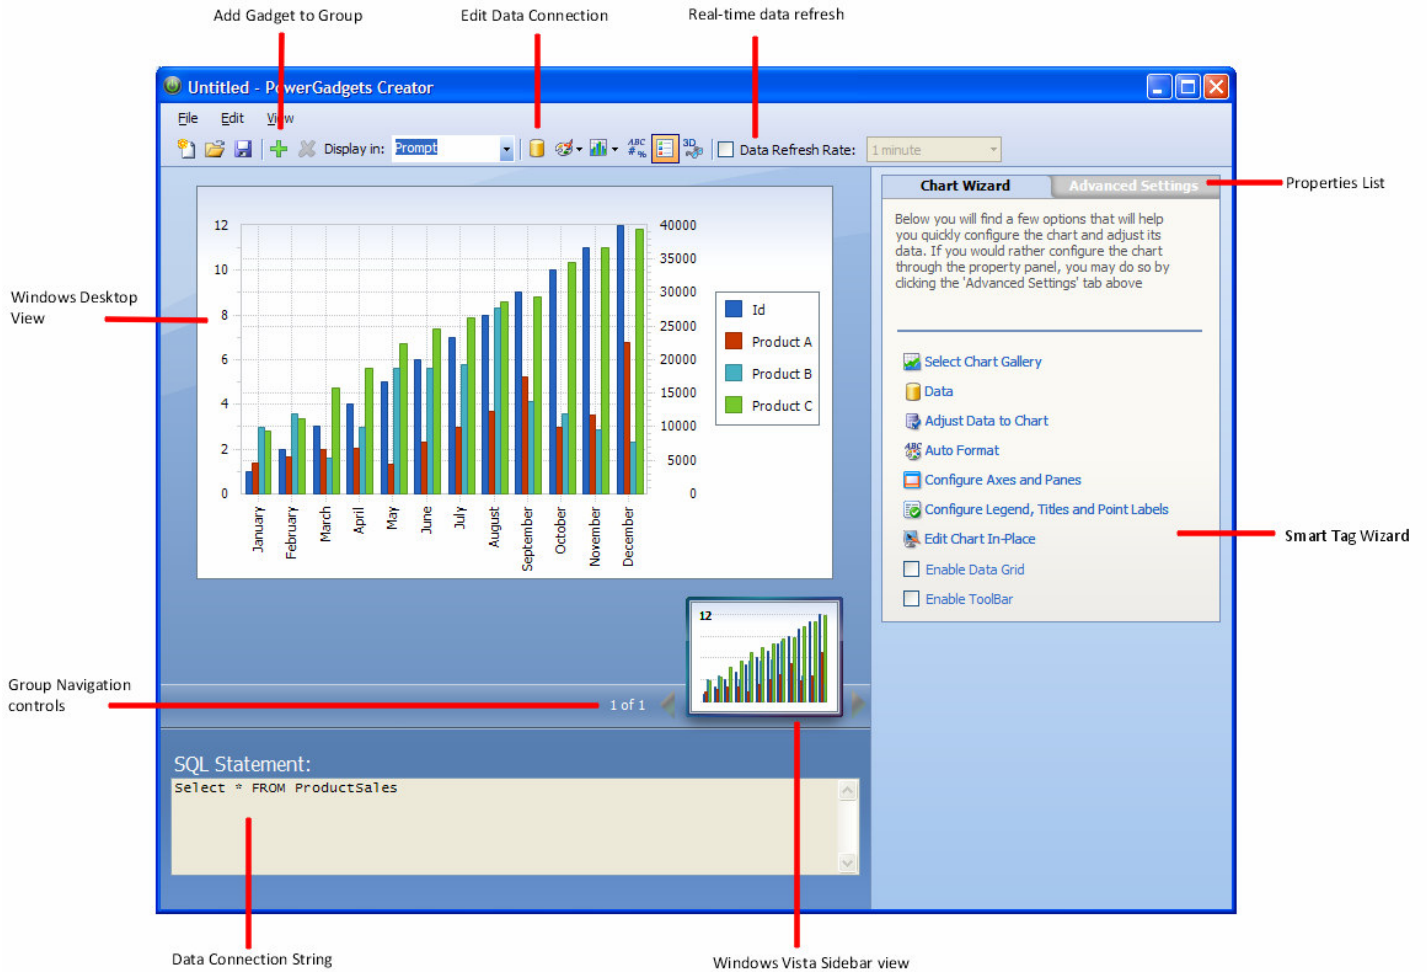 Add Gadget to Group
Edit Data Connection
Real-time data refresh
Untitled - PowerGadgets Creator
File Edit View
Display in: Prompt
ABC #%
3D
Data Refresh Rate: 1 minute
Chart Wizard
Advanced Settings
Properties List
Below you will find a few options that will help
you quickly configure the chart and adjust its
data. If you would rather configure the chart
through the property panel, you may do so by
clicking the 'Advanced Settings' tab above
Windows Desktop
View
12
10
8
6
4
2
0
40000
35000
30000
25000
20000
15000
10000
5000
0
January
February
March
April
May
June
July
August
September
October
November
December
Id
Product A
Product B
Product C
Select Chart Gallery
Data
Adjust Data to Chart
ABC
Auto Format
Configure Axes and Panes
Configure Legend, Titles and Point Labels
Edit Chart In-Place
Enable Data Grid
Enable ToolBar
Smart Tag Wizard
12
Group Navigation
controls
1 of 1
SQL Statement:
Select * FROM ProductSales
Data Connection String
Windows Vista Sidebar view